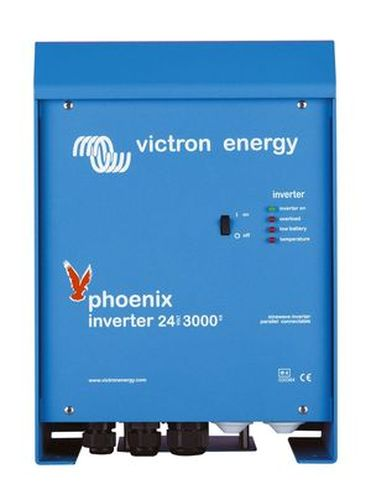 victron energy
inverter
inverter on
I on
overload
low battery
O off
temperature
phoenix
inverter 24 3000
sinewave inverter
parallel connectable
www.victronenergy.com
CE